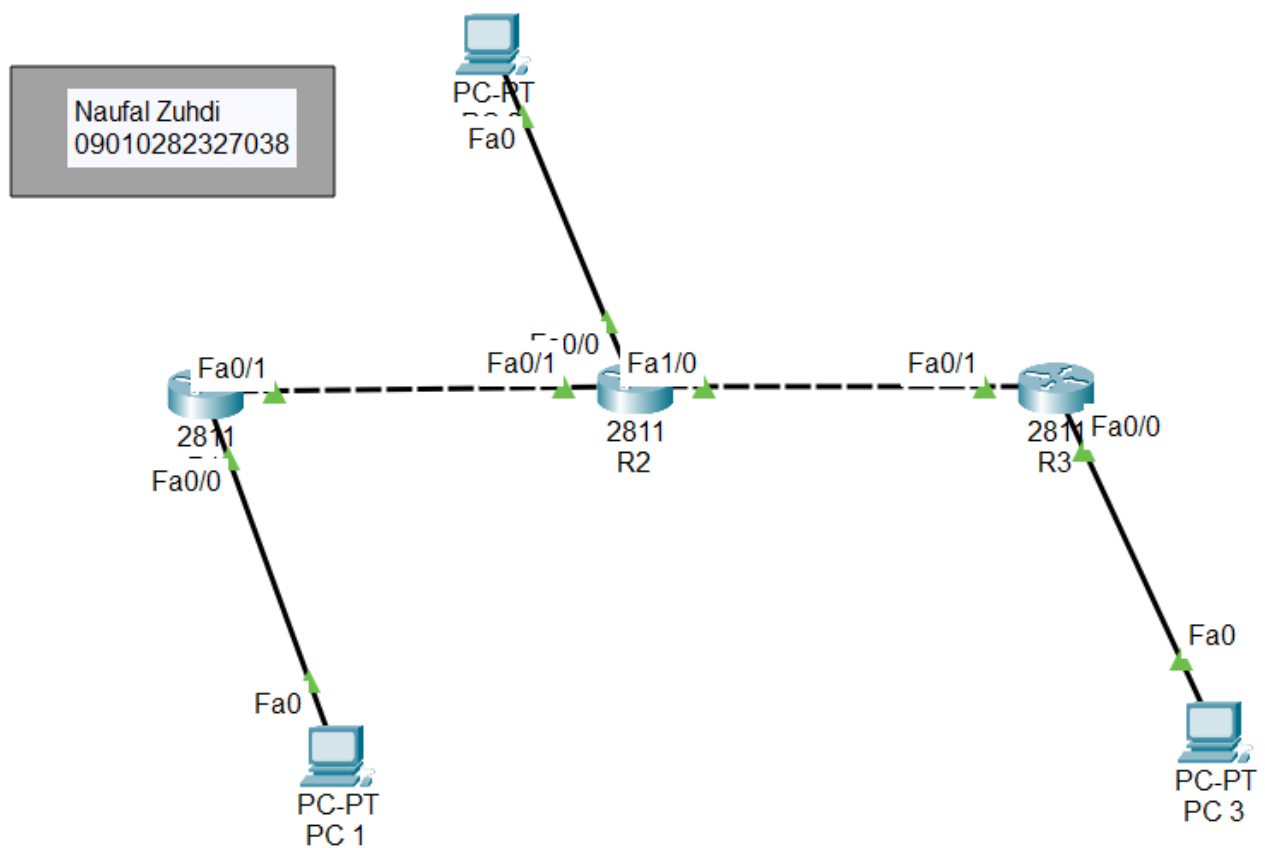 Naufal Zuhdi
09010282327038
PC-PT
Fa0
Fa0/1
Fa0/1
Fa1/0
Fa0/1
2811
Fa0/0
2811
R2
2811
R3
Fa0/0
Fa0
PC-PT
PC 1
Fa0
PC-PT
PC 3